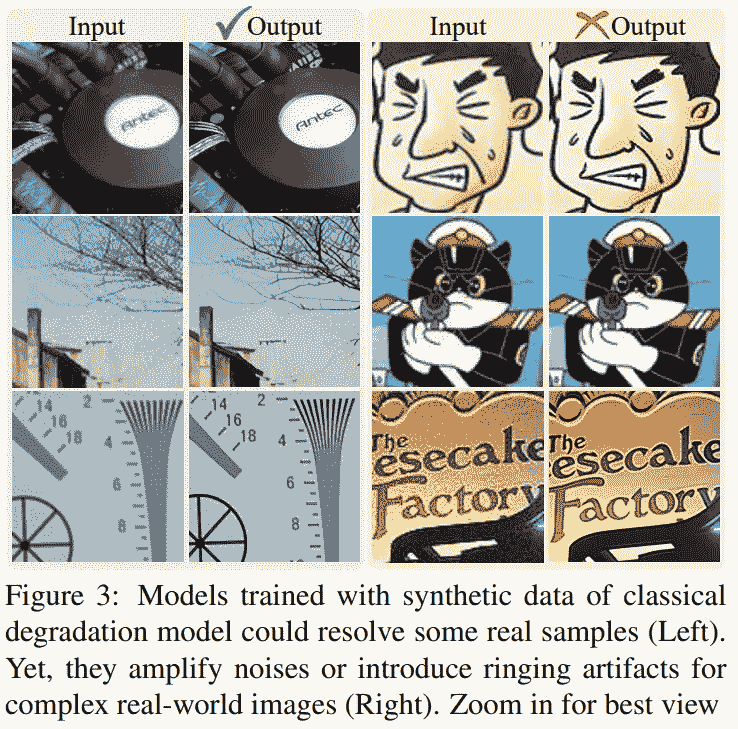 Input Output Input Output
Antec Antec
14 2 14 2
16 16
18 4 18 4
6 6
8 8
The The
esecake esecake
Factory Factory
Figure 3: Models trained with synthetic data of classical
degradation model could resolve some real samples (Left).
Yet, they amplify noises or introduce ringing artifacts for
complex real-world images (Right). Zoom in for best view